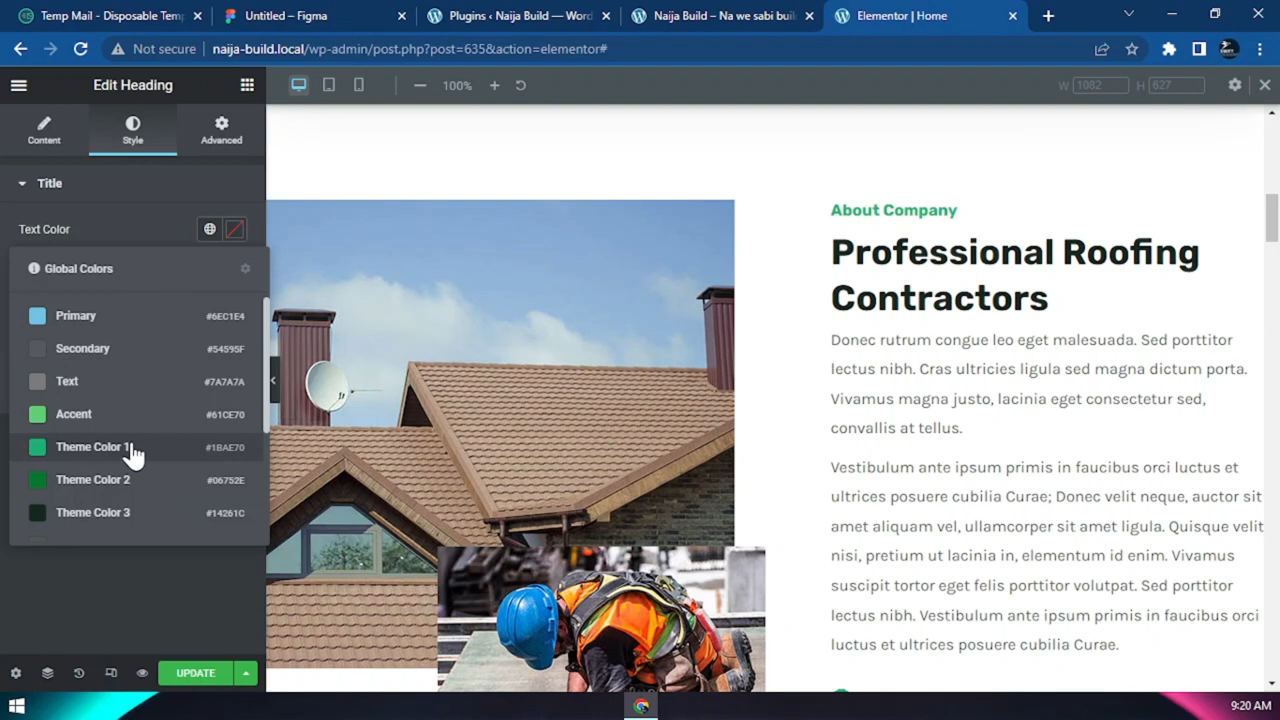 Temp Mail - Disposable Temp
Untitled – Figma
Plugins ‹ Naija Build — Word
Naija Build – Na we sabi buil
Elementor | Home
Not secure
naija-build.local/wp-admin/post.php?post=635&action=elementor#
Edit Heading
100%
W 1082 H 627
Content
Style
Advanced
Title
Text Color
Global Colors
Primary #6EC1E4
Secondary #54595F
Text #7A7A7A
Accent #61CE70
Theme Color 1 #1BAE70
Theme Color 2 #06752E
Theme Color 3 #14261C
UPDATE
About Company
Professional Roofing
Contractors
Donec rutrum congue leo eget malesuada. Sed porttitor
lectus nibh. Cras ultricies ligula sed magna dictum porta.
Vivamus magna justo, lacinia eget consectetur sed,
convallis at tellus.
Vestibulum ante ipsum primis in faucibus orci luctus et
ultrices posuere cubilia Curae; Donec velit neque, auctor sit
amet aliquam vel, ullamcorper sit amet ligula. Quisque velit
nisi, pretium ut lacinia in, elementum id enim. Vivamus
suscipit tortor eget felis porttitor volutpat. Sed porttitor
lectus nibh. Vestibulum ante ipsum primis in faucibus orci
luctus et ultrices posuere cubilia Curae.
9:20 AM